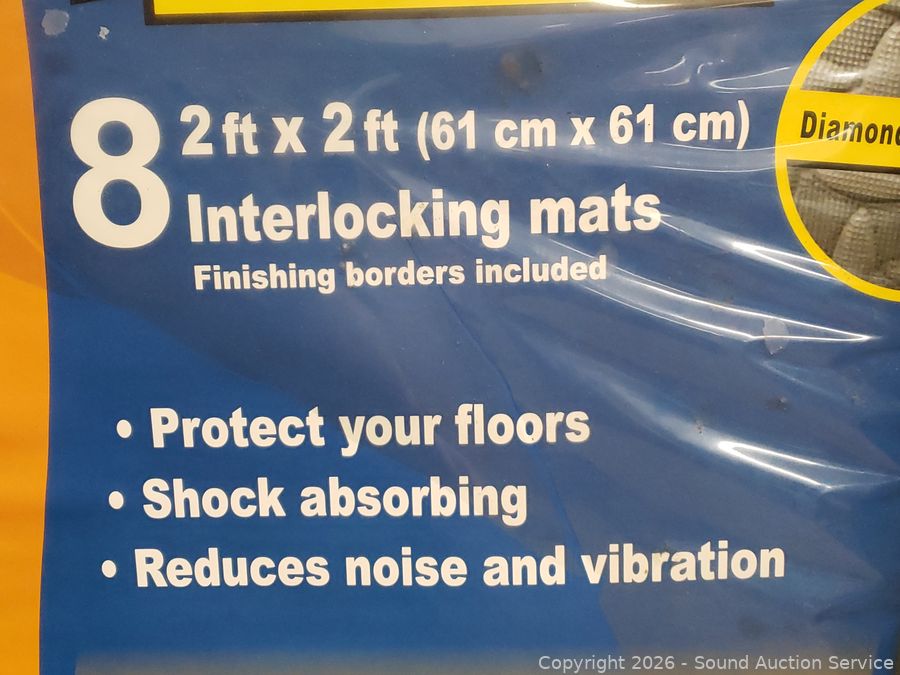 8
2 ft x 2 ft (61 cm x 61 cm)
Interlocking mats
Finishing borders included
Diamond
• Protect your floors
• Shock absorbing
• Reduces noise and vibration
Copyright 2026 - Sound Auction Service